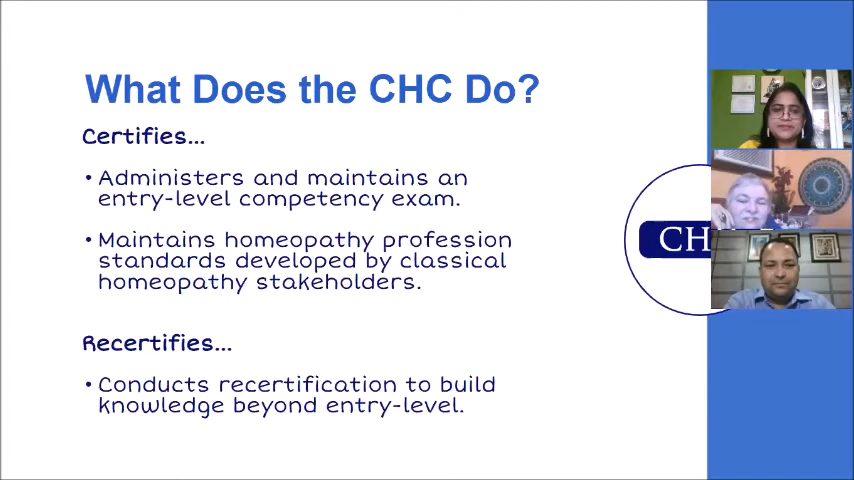 What Does the CHC Do?
Certifies...
• Administers and maintains an
entry-level competency exam.
• Maintains homeopathy profession
standards developed by classical
homeopathy stakeholders.
CH
Recertifies...
• Conducts recertification to build
knowledge beyond entry-level.